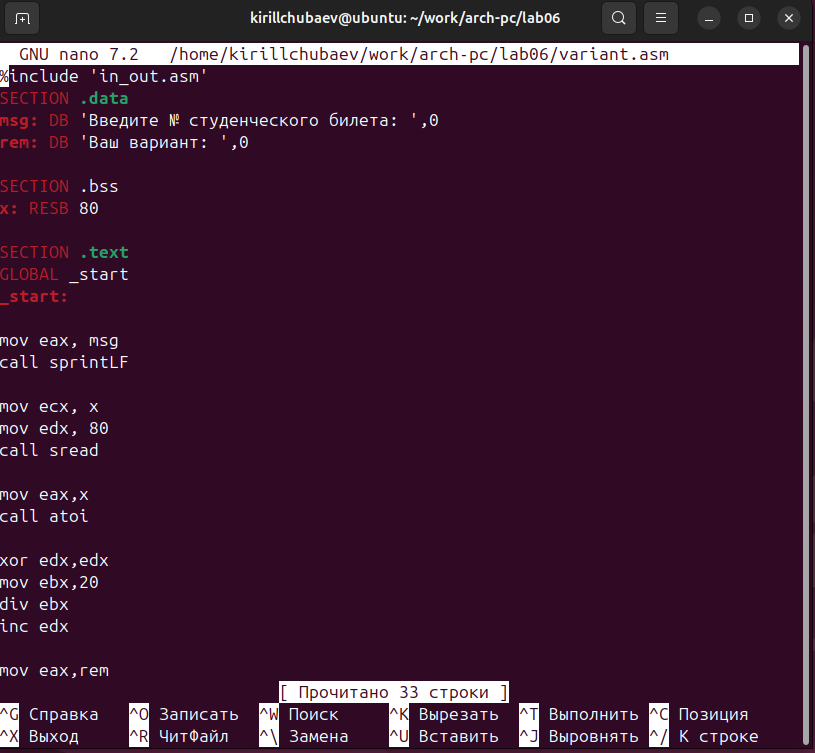 kirillchubaev@ubuntu: ~/work/arch-pc/lab06
GNU nano 7.2 /home/kirillchubaev/work/arch-pc/lab06/variant.asm
%include 'in_out.asm'
SECTION .data
msg: DB 'Введите № студенческого билета: ',0
rem: DB 'Ваш вариант: ',0
SECTION .bss
x: RESB 80
SECTION .text
GLOBAL _start
_start:
mov eax, msg
call sprintLF
mov ecx, x
mov edx, 80
call sread
mov eax,x
call atoi
xor edx,edx
mov ebx,20
div ebx
inc edx
mov eax,rem
[ Прочитано 33 строки ]
^G Справка ^O Записать ^W Поиск ^K Вырезать ^T Выполнить ^C Позиция
^X Выход ^R ЧитФайл ^\ Замена ^U Вставить ^J Выровнять ^/ К строке